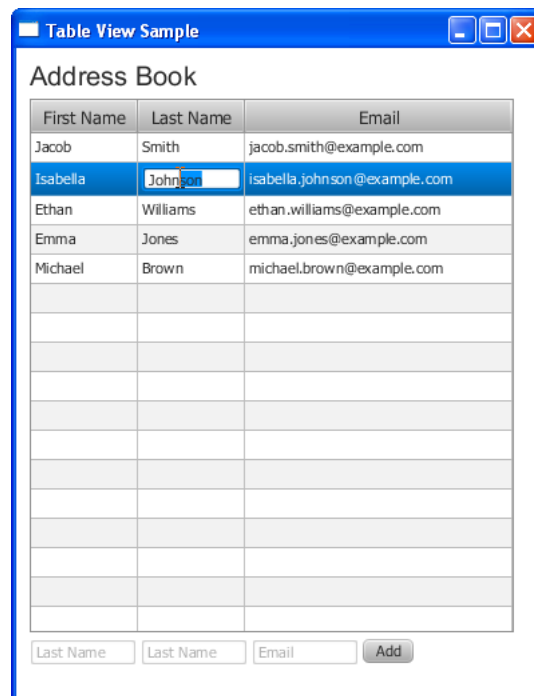 Table View Sample
Address Book
First Name Last Name Email
Jacob Smith jacob.smith@example.com
Isabella Johnson isabella.johnson@example.com
Ethan Williams ethan.williams@example.com
Emma Jones emma.jones@example.com
Michael Brown michael.brown@example.com
Last Name Last Name Email Add